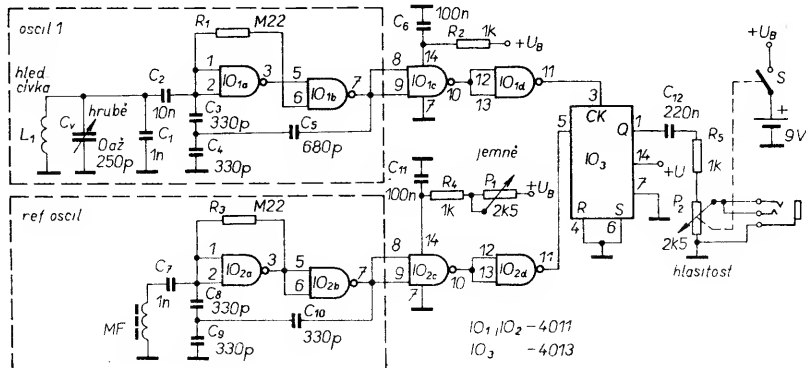 oscil 1
R1
M22
hled.
cívka
L1
Cv
hrubě
0 až
250p
C2
10n
C1
1n
1
2
IO1a
3
5
6
IO1b
7
C3
330p
C4
330p
C5
680p
C6
100n
R2
1k
+UB
14
8
9
IO1c
10
7
12
13
IO1d
11
ref oscil
R3
M22
MF
C7
1n
1
2
IO2a
3
5
6
IO2b
7
C8
330p
C9
330p
C10
330p
C11
100n
R4
1k
jemně
P1
2k5
+UB
14
8
9
IO2c
10
7
12
13
IO2d
11
3
5
CK
Q
IO3
R
S
4
6
1
14
+U
7
C12
220n
R5
1k
P2
2k5
hlasitost
+UB
S
+
9V
IO1, IO2 - 4011
IO3 - 4013